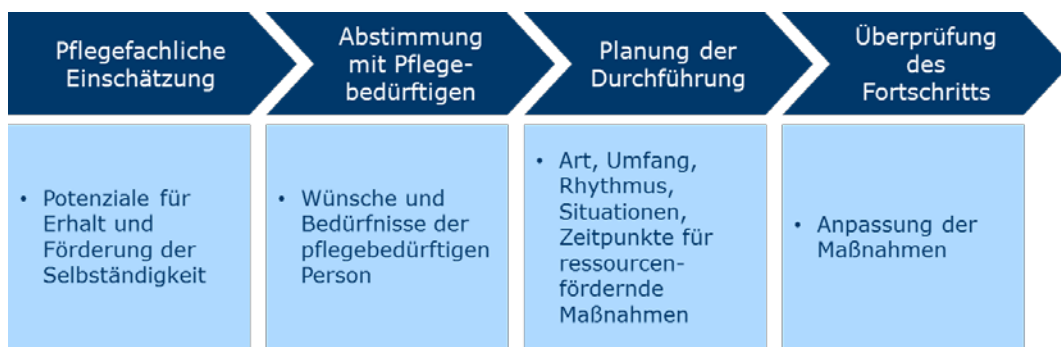 Pflegefachliche
Einschätzung
Abstimmung
mit Pflege-
bedürftigen
Planung der
Durchführung
Überprüfung
des
Fortschritts
• Potenziale für
Erhalt und
Förderung der
Selbständigkeit
• Wünsche und
Bedürfnisse der
pflegebedürftigen
Person
• Art, Umfang,
Rhythmus,
Situationen,
Zeitpunkte für
ressourcen-
fördernde
Maßnahmen
• Anpassung der
Maßnahmen